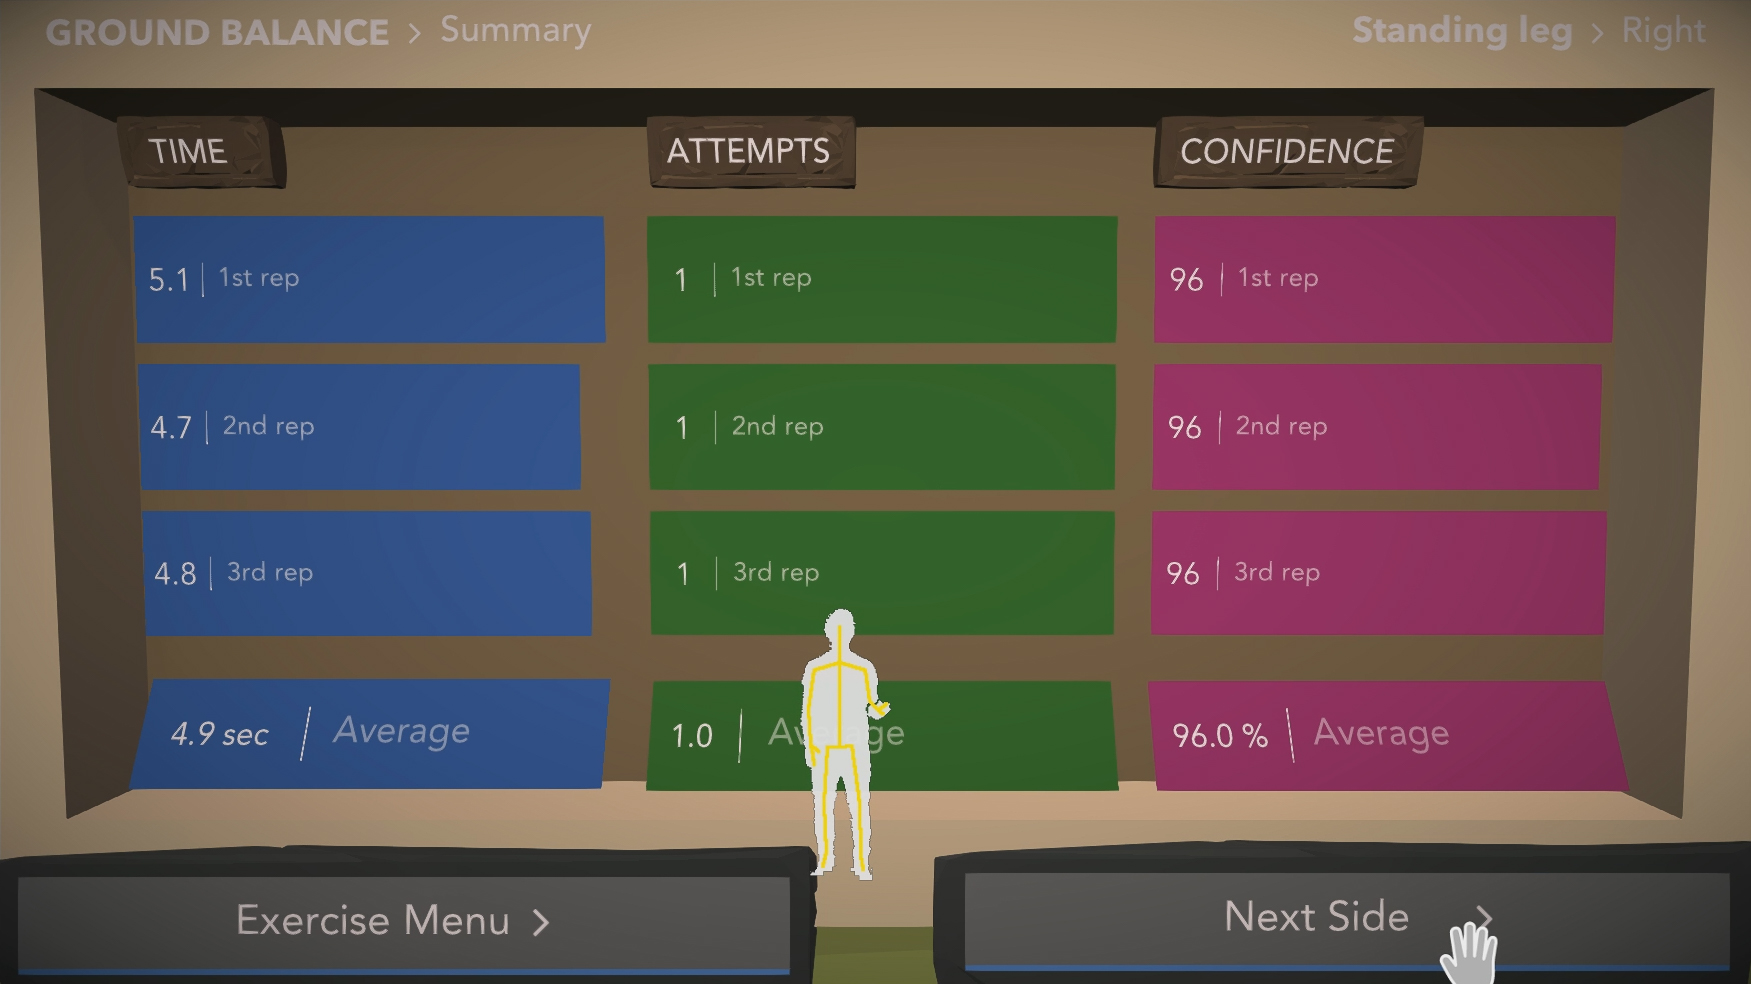 GROUND BALANCE > Summary
Standing leg > Right
TIME
ATTEMPTS
CONFIDENCE
5.1 | 1st rep
1 | 1st rep
96 | 1st rep
4.7 | 2nd rep
1 | 2nd rep
96 | 2nd rep
4.8 | 3rd rep
1 | 3rd rep
96 | 3rd rep
4.9 sec | Average
1.0 | Average
96.0 % | Average
Exercise Menu >
Next Side >